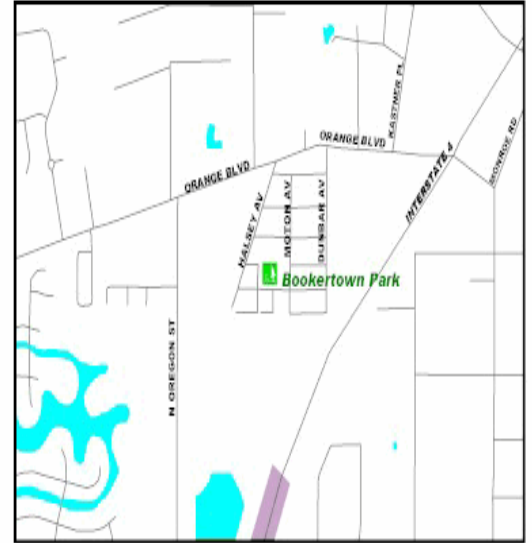 KASTNER PL
ORANGE BLVD
MONROE RD
INTERSTATE 4
ORANGE BLVD
HALSEY AV
MOTON AV
DUNBAR AV
Bookertown Park
N OREGON ST